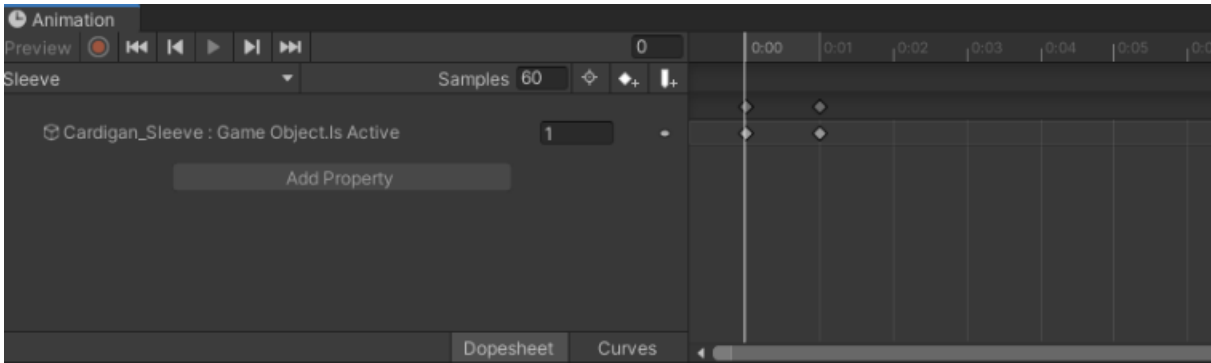 Animation
Preview 0 0:00 0:01 0:02 0:03 0:04 0:05
Sleeve Samples 60
Cardigan_Sleeve : Game Object.Is Active 1
Add Property
Dopesheet Curves